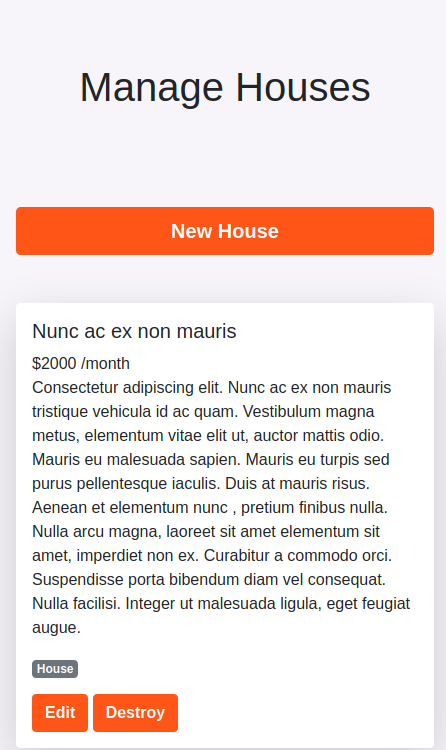 Manage Houses
New House
Nunc ac ex non mauris
$2000 /month
Consectetur adipiscing elit. Nunc ac ex non mauris
tristique vehicula id ac quam. Vestibulum magna
metus, elementum vitae elit ut, auctor mattis odio.
Mauris eu malesuada sapien. Mauris eu turpis sed
purus pellentesque iaculis. Duis at mauris risus.
Aenean et elementum nunc , pretium finibus nulla.
Nulla arcu magna, laoreet sit amet elementum sit
amet, imperdiet non ex. Curabitur a commodo orci.
Suspendisse porta bibendum diam vel consequat.
Nulla facilisi. Integer ut malesuada ligula, eget feugiat
augue.
House
Edit Destroy